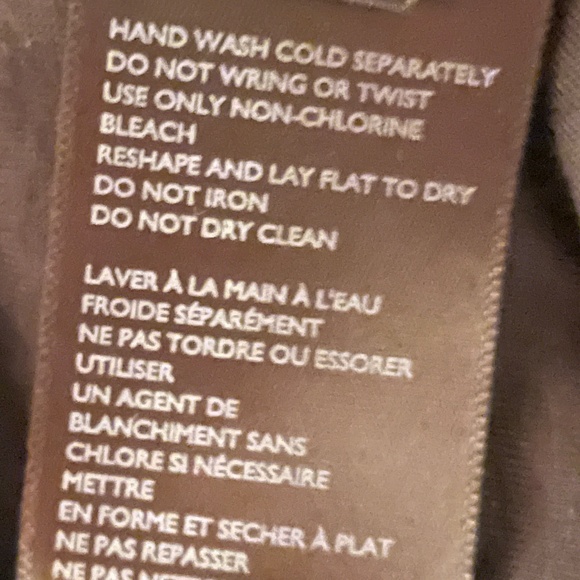 HAND WASH COLD SEPARATELY
DO NOT WRING OR TWIST
USE ONLY NON-CHLORINE
BLEACH
RESHAPE AND LAY FLAT TO DRY
DO NOT IRON
DO NOT DRY CLEAN
LAVER À LA MAIN À L'EAU
FROIDE SÉPARÉMENT
NE PAS TORDRE OU ESSORER
UTILISER
UN AGENT DE
BLANCHIMENT SANS
CHLORE SI NÉCESSAIRE
METTRE
EN FORME ET SECHER À PLAT
NE PAS REPASSER
NE PAS